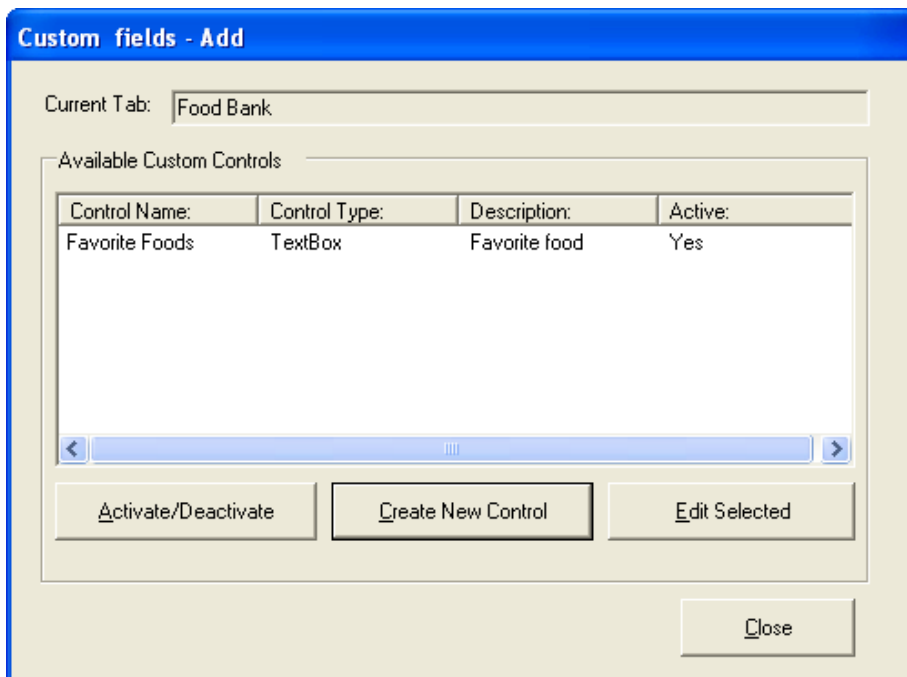 Custom fields - Add
Current Tab: Food Bank
Available Custom Controls
Control Name: Control Type: Description: Active:
Favorite Foods TextBox Favorite food Yes
Activate/Deactivate Create New Control Edit Selected
Close